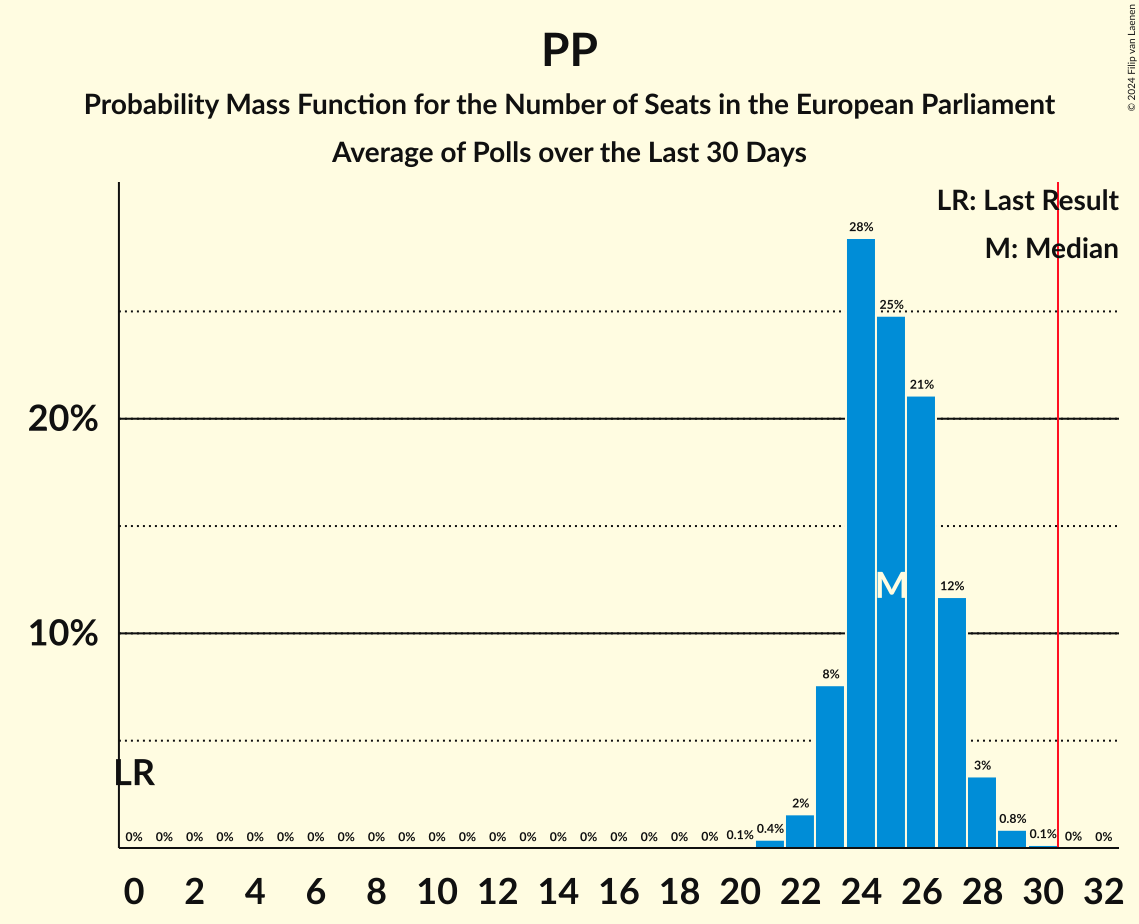 PP
Probability Mass Function for the Number of Seats in the European Parliament
Average of Polls over the Last 30 Days
© 2024 Filip van Laenen
LR: Last Result
M: Median
28%
25%
21%
20%
12%
M
10%
8%
3%
LR
2%
0% 0% 0% 0% 0% 0% 0% 0% 0% 0% 0% 0% 0% 0% 0% 0% 0% 0% 0% 0% 0.1% 0.4% 0.8% 0.1% 0% 0%
0 2 4 6 8 10 12 14 16 18 20 22 24 26 28 30 32